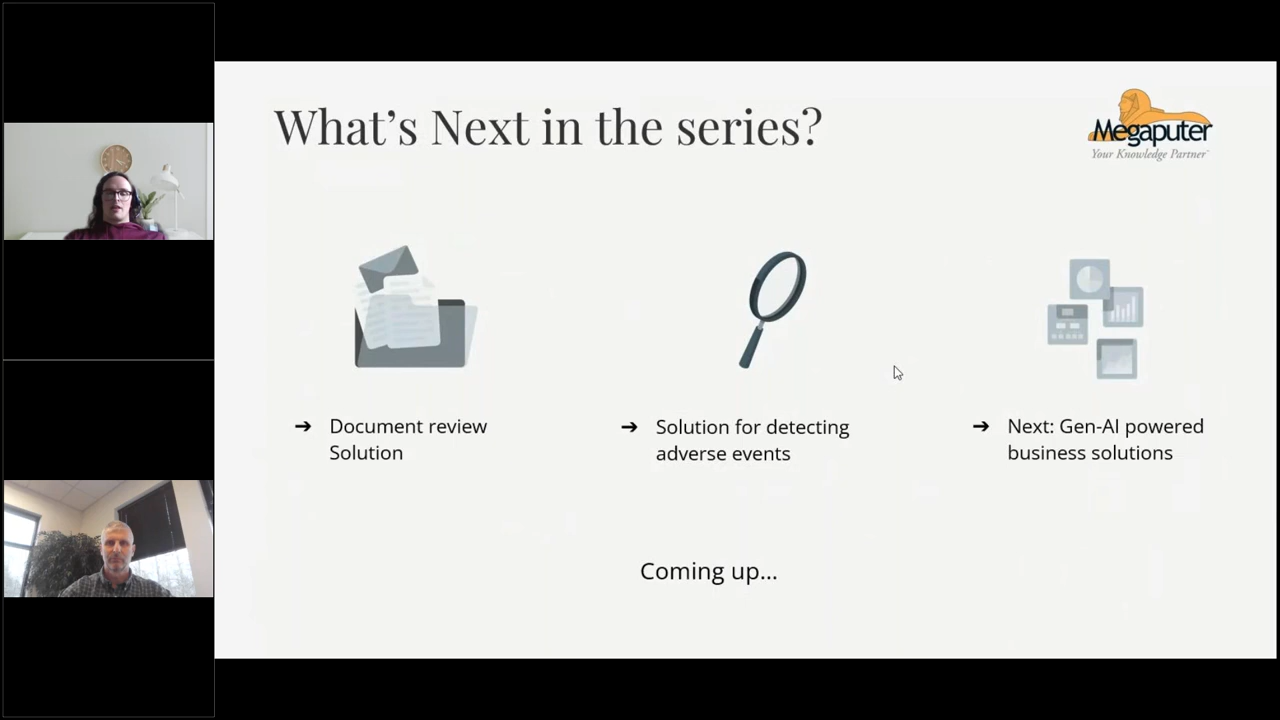 What's Next in the series?
Megaputer
Your Knowledge Partner
➔ Document review
Solution
➔ Solution for detecting
adverse events
➔ Next: Gen-AI powered
business solutions
Coming up...